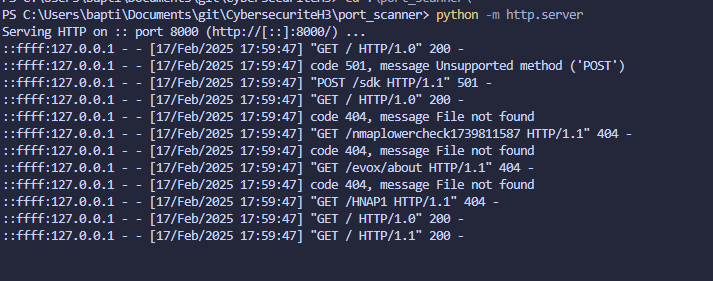 PS C:\Users\bapti\Documents\git\CybersecuriteH3\port_scanner> python -m http.server
Serving HTTP on :: port 8000 (http://[::]:8000/) ...
::ffff:127.0.0.1 - - [17/Feb/2025 17:59:47] "GET / HTTP/1.0" 200 -
::ffff:127.0.0.1 - - [17/Feb/2025 17:59:47] code 501, message Unsupported method ('POST')
::ffff:127.0.0.1 - - [17/Feb/2025 17:59:47] "POST /sdk HTTP/1.1" 501 -
::ffff:127.0.0.1 - - [17/Feb/2025 17:59:47] "GET / HTTP/1.0" 200 -
::ffff:127.0.0.1 - - [17/Feb/2025 17:59:47] code 404, message File not found
::ffff:127.0.0.1 - - [17/Feb/2025 17:59:47] "GET /nmaplowercheck1739811587 HTTP/1.1" 404 -
::ffff:127.0.0.1 - - [17/Feb/2025 17:59:47] code 404, message File not found
::ffff:127.0.0.1 - - [17/Feb/2025 17:59:47] "GET /evox/about HTTP/1.1" 404 -
::ffff:127.0.0.1 - - [17/Feb/2025 17:59:47] code 404, message File not found
::ffff:127.0.0.1 - - [17/Feb/2025 17:59:47] "GET /HNAP1 HTTP/1.1" 404 -
::ffff:127.0.0.1 - - [17/Feb/2025 17:59:47] "GET / HTTP/1.0" 200 -
::ffff:127.0.0.1 - - [17/Feb/2025 17:59:47] "GET / HTTP/1.1" 200 -